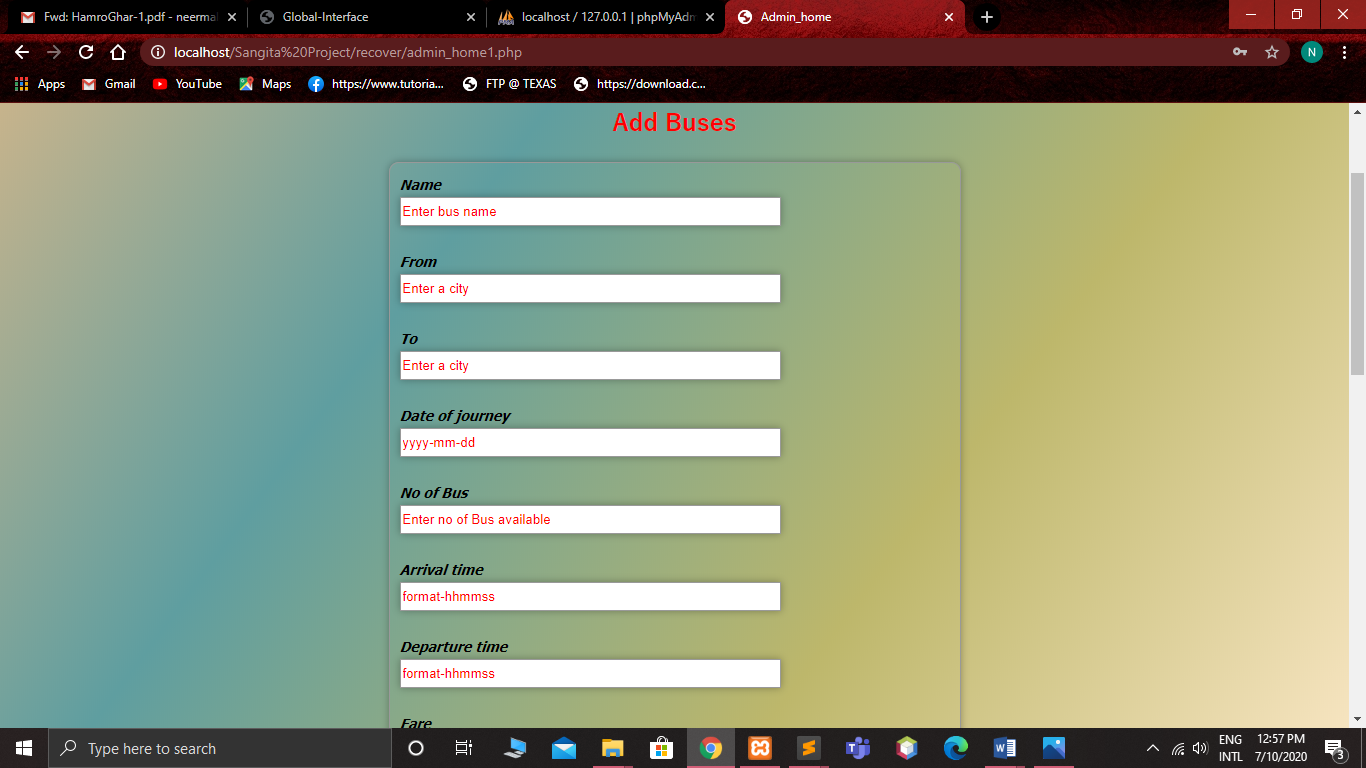 Fwd: HamroGhar-1.pdf - neerma
Global-Interface
localhost / 127.0.0.1 | phpMyAdm
Admin_home
localhost/Sangita%20Project/recover/admin_home1.php
N
Apps
Gmail
YouTube
Maps
https://www.tutoria...
FTP @ TEXAS
https://download.c...
Add Buses
Name
Enter bus name
From
Enter a city
To
Enter a city
Date of journey
yyyy-mm-dd
No of Bus
Enter no of Bus available
Arrival time
format-hhmmss
Departure time
format-hhmmss
Fare
Type here to search
ENG
INTL
12:57 PM
7/10/2020
3